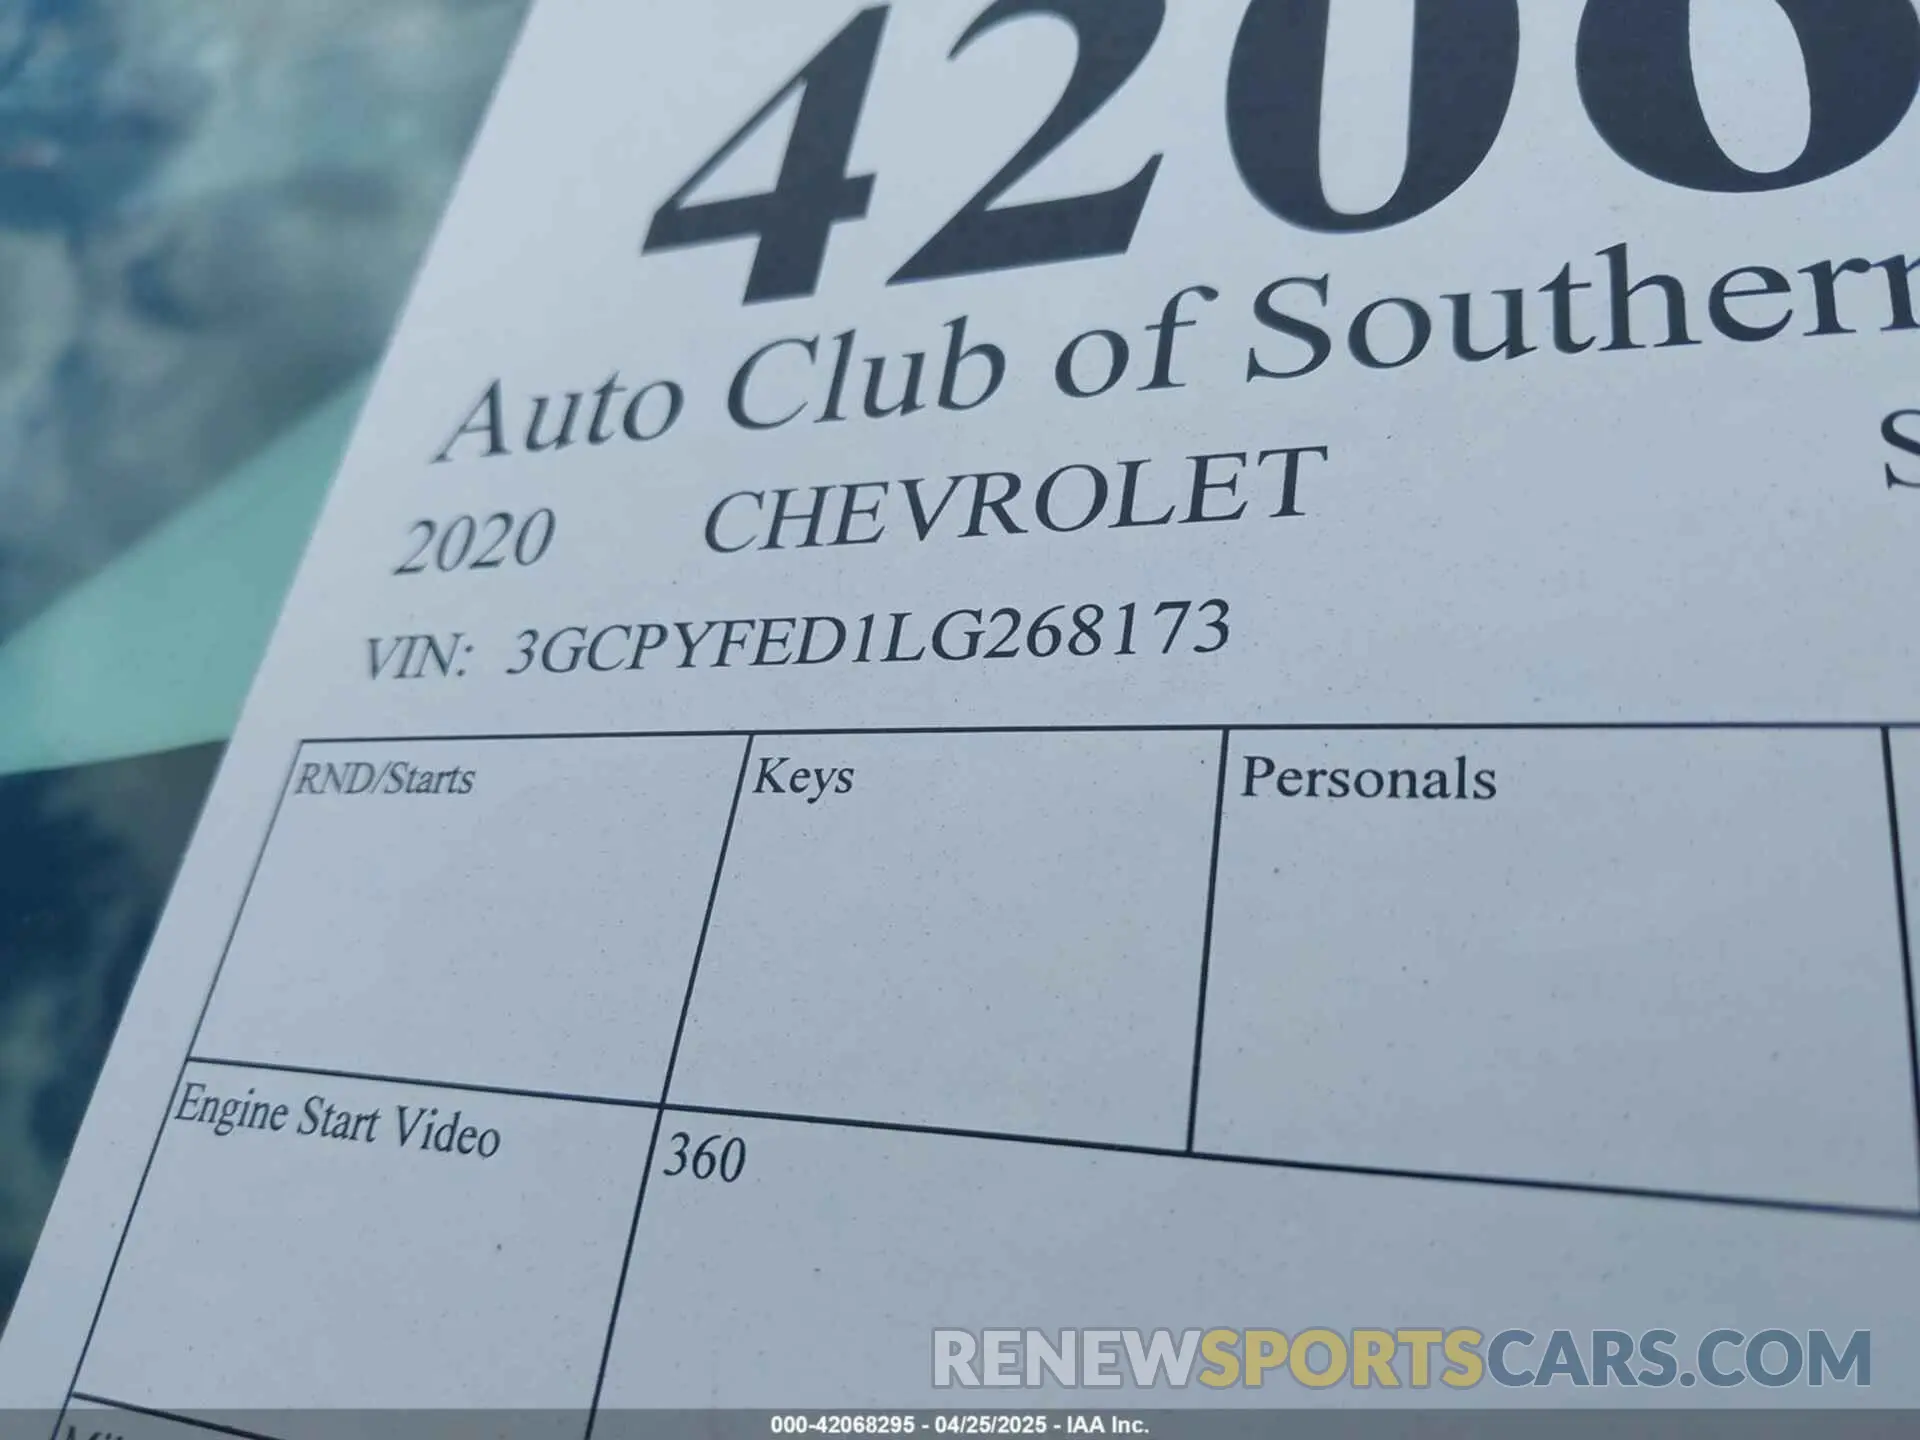 4206
Auto Club of Southern
2020 CHEVROLET S
VIN: 3GCPYFED1LG268173
RND/Starts Keys Personals
Engine Start Video 360
RENEWSPORTSCARS.COM
000-42068295 - 04/25/2025 - IAA Inc.